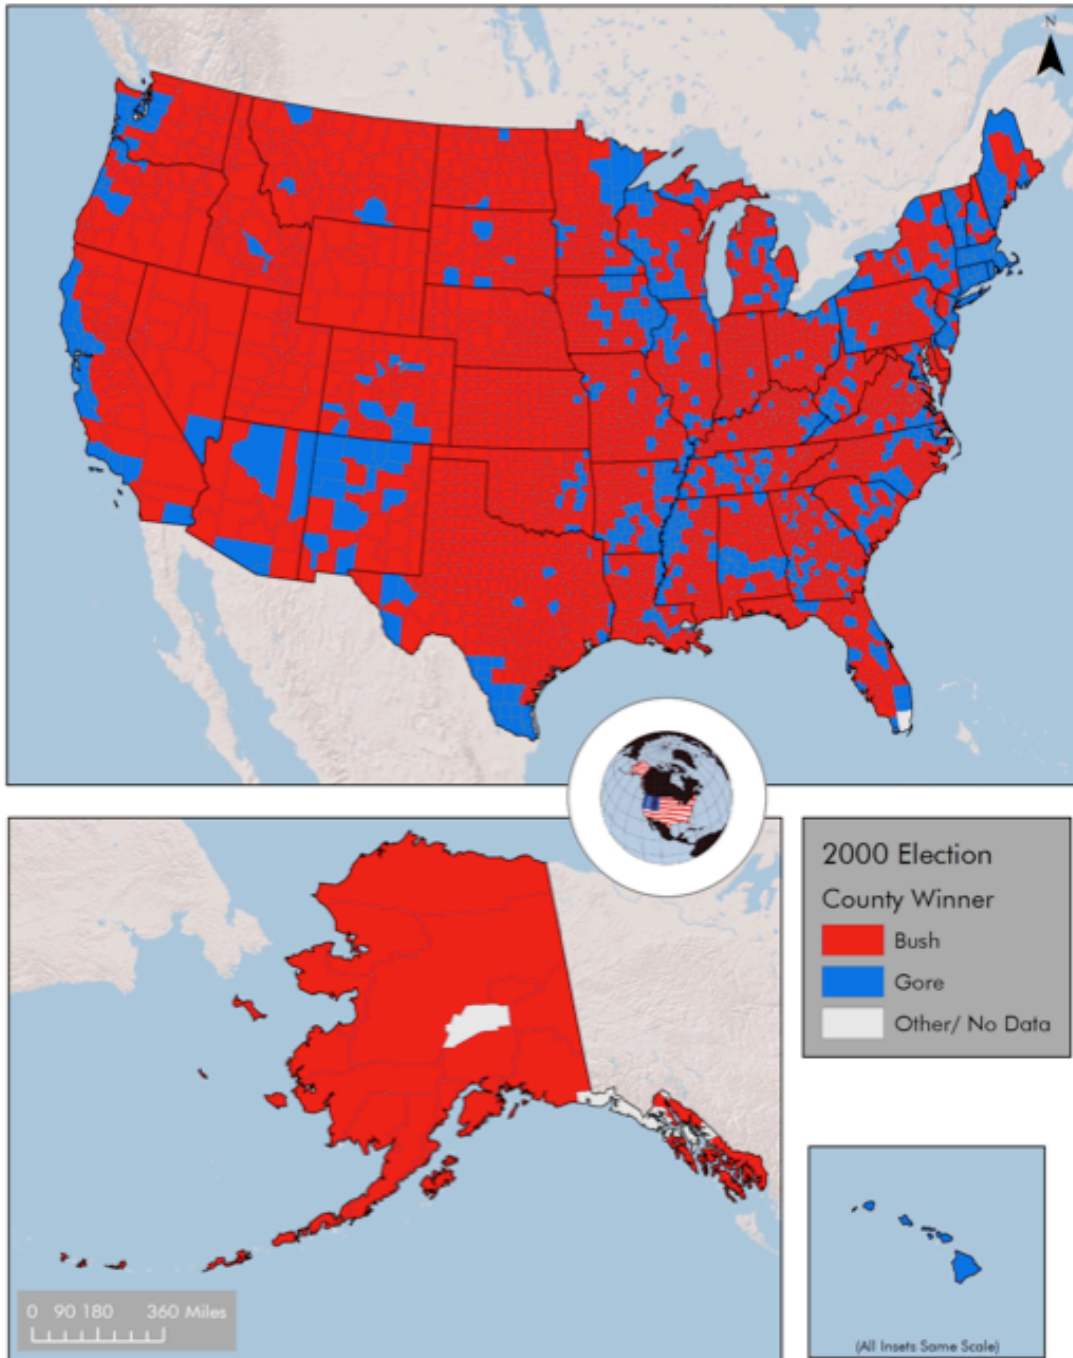 N
2000 Election
County Winner
Bush
Gore
Other/ No Data
0 90 180 360 Miles
(All Insets Same Scale)